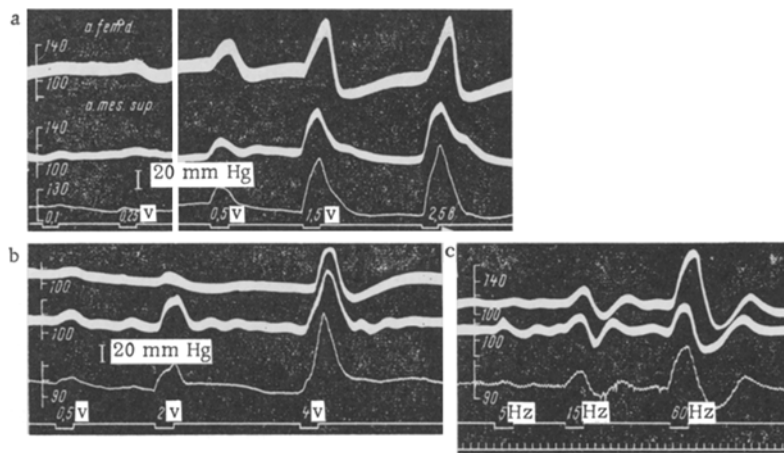 a
a.fem.d.
140
100
a.mes.sup.
140
100
20 mm Hg
130
0,1 0,25 v 0,5 v 1,5 v 2,5 в
b
100
100
20 mm Hg
90
0,5 v 2 v 4 v
c
140
100
100
90
5 Hz 15 Hz 60 Hz